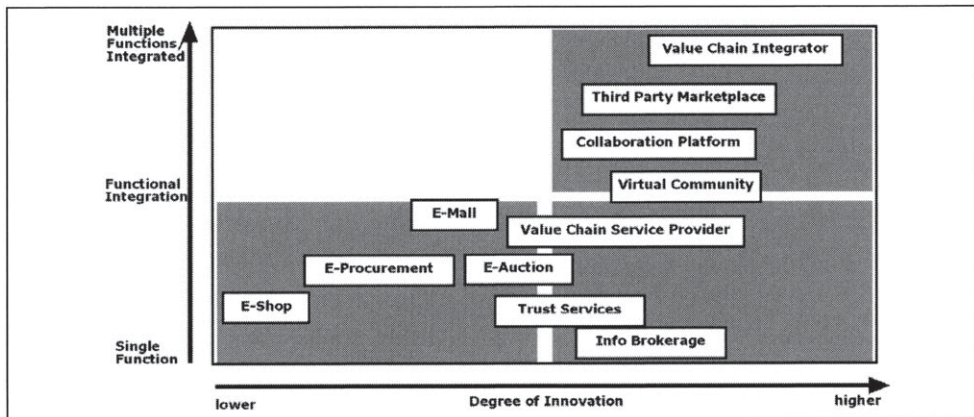 Multiple
Functions/
Integrated
Value Chain Integrator
Third Party Marketplace
Collaboration Platform
Functional
Integration
Virtual Community
E-Mall
Value Chain Service Provider
E-Procurement
E-Auction
E-Shop
Trust Services
Info Brokerage
Single
Function
lower
Degree of Innovation
higher